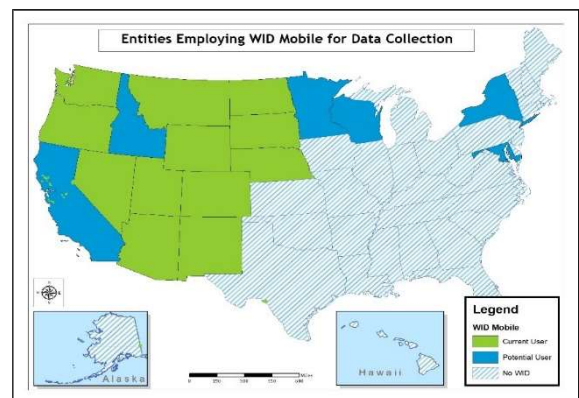 Entities Employing WID Mobile for Data Collection
Alaska
Hawaii
Legend
WID Mobile
Current User
Potential User
No WID